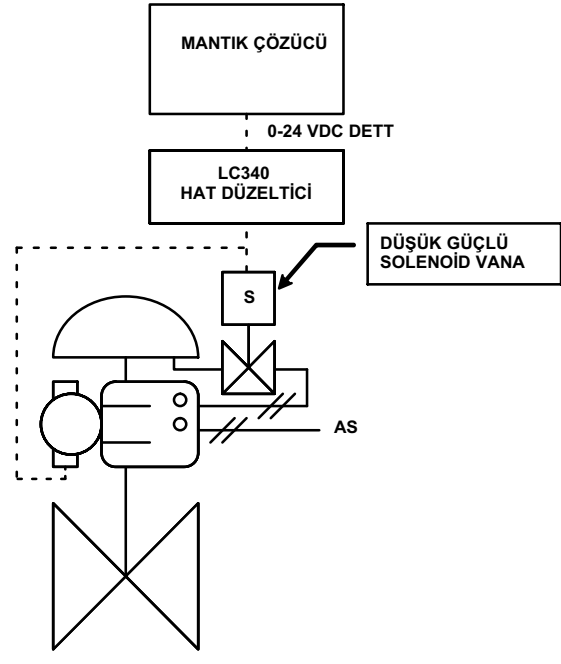 MANTIK ÇÖZÜCÜ
0-24 VDC DETT
LC340
HAT DÜZELTİCİ
DÜŞÜK GÜÇLÜ
SOLENOİD VANA
S
AS